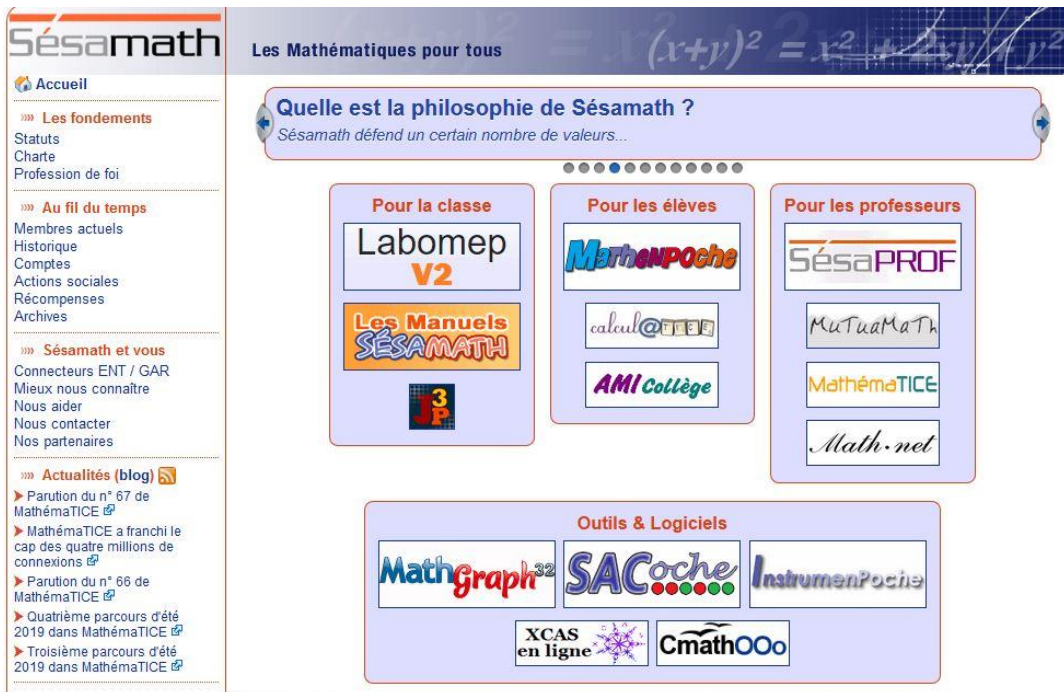 Sésamath
Les Mathématiques pour tous
(x+y)² = x² + 2xy + y²
Accueil
»» Les fondements
Statuts
Charte
Profession de foi
»» Au fil du temps
Membres actuels
Historique
Comptes
Actions sociales
Récompenses
Archives
»» Sésamath et vous
Connecteurs ENT / GAR
Mieux nous connaître
Nous aider
Nous contacter
Nos partenaires
»» Actualités (blog)
Parution du n° 67 de
MathémaTICE
MathémaTICE a franchi le
cap des quatre millions de
connexions
Parution du n° 66 de
MathémaTICE
Quatrième parcours d'été
2019 dans MathémaTICE
Troisième parcours d'été
2019 dans MathémaTICE
Quelle est la philosophie de Sésamath ?
Sésamath défend un certain nombre de valeurs...
Pour la classe
Labomep
V2
Les Manuels
SÉSAMATH
J3P
Pour les élèves
MathenPoche
calcul@TICE
AMI Collège
Pour les professeurs
SésaPROF
MuTuaMaTh
MathémaTICE
Math.net
Outils & Logiciels
MathGraph32
SACoche
InstrumenPoche
XCAS
en ligne
CmathOOo